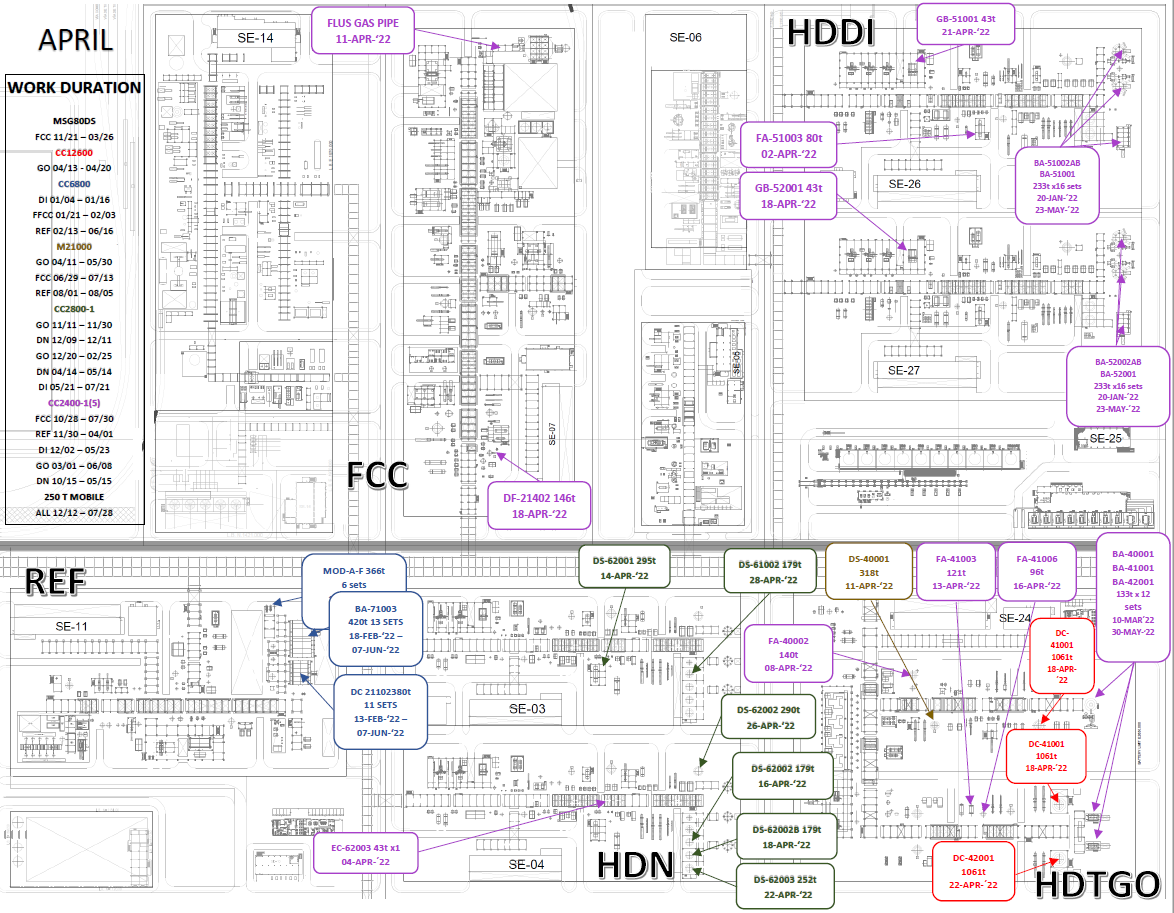 APRIL
WORK DURATION
MSG80DS
FCC 11/21 – 03/26
CC12600
GO 04/13 - 04/20
CC6800
DI 01/04 – 01/16
FFCC 01/21 – 02/03
REF 02/13 – 06/16
M21000
GO 04/11 – 05/30
FCC 06/29 – 07/13
REF 08/01 – 08/05
CC2800-1
GO 11/11 – 11/30
DN 12/09 – 12/11
GO 12/20 – 02/25
DN 04/14 – 05/14
DI 05/21 – 07/21
CC2400-1(5)
FCC 10/28 – 07/30
REF 11/30 – 04/01
DI 12/02 – 05/23
GO 03/01 – 06/08
DN 10/15 – 05/15
250 T MOBILE
ALL 12/12 – 07/28
SE-14
FLUS GAS PIPE
11-APR-‘22
SE-06
HDDI
GB-51001 43t
21-APR-‘22
FA-51003 80t
02-APR-‘22
GB-52001 43t
18-APR-‘22
SE-26
BA-51002AB
BA-51001
233t x16 sets
20-JAN-‘22
23-MAY-‘22
SE-05
SE-27
BA-52002AB
BA-52001
233t x16 sets
20-JAN-‘22
23-MAY-‘22
SE-25
SE-07
FCC
DF-21402 146t
18-APR-‘22
REF
SE-11
MOD-A-F 366t
6 sets
BA-71003
420t 13 SETS
18-FEB-‘22 –
07-JUN-‘22
DC 21102380t
11 SETS
13-FEB-‘22 –
07-JUN-‘22
DS-62001 295t
14-APR-‘22
DS-61002 179t
28-APR-‘22
DS-40001
318t
11-APR-‘22
FA-41003
121t
13-APR-‘22
FA-41006
96t
16-APR-‘22
BA-40001
BA-41001
BA-42001
133t x 12
sets
10-MAR‘22
30-MAY-‘22
SE-24
FA-40002
140t
08-APR-‘22
DC-
41001
1061t
18-APR-
‘22
SE-03
DS-62002 290t
26-APR-‘22
DC-41001
1061t
18-APR-‘22
DS-62002 179t
16-APR-‘22
EC-62003 43t x1
04-APR-‘22
SE-04
HDN
DS-62002B 179t
18-APR-‘22
DS-62003 252t
22-APR-‘22
DC-42001
1061t
22-APR-‘22
HDTGO